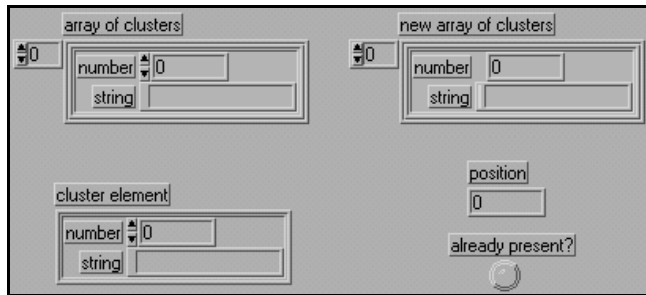 array of clusters
new array of clusters
0
number 0
string
0
number 0
string
position
0
cluster element
number 0
string
already present?